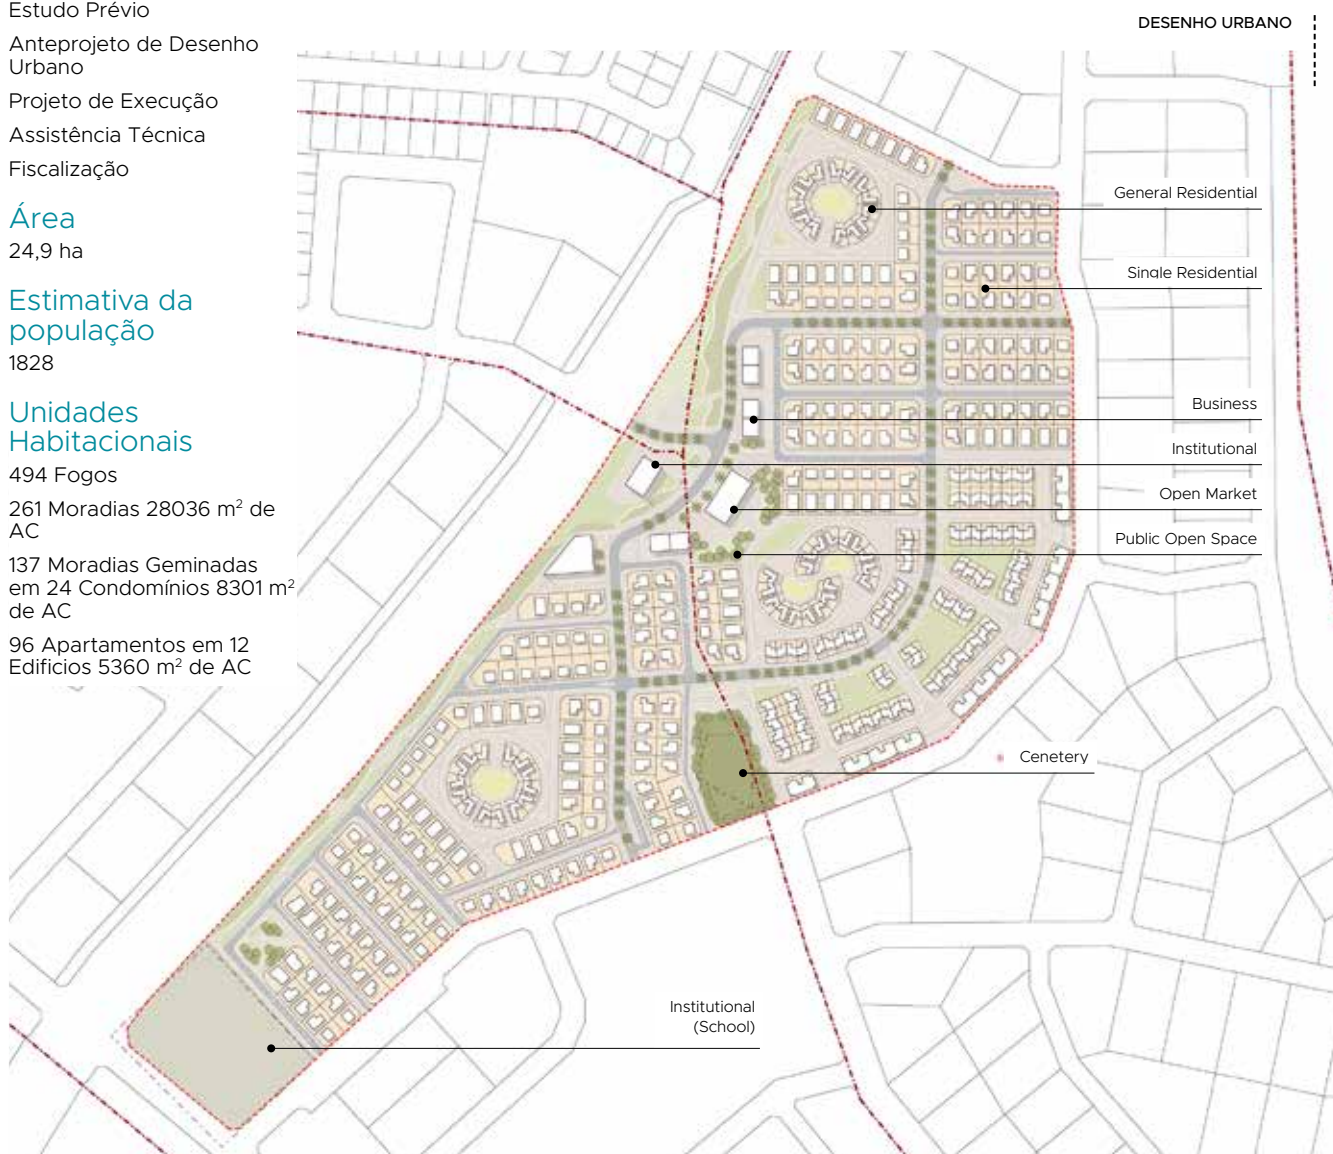 Estudo Prévio
Anteprojeto de Desenho
Urbano
Projeto de Execução
Assistência Técnica
Fiscalização
Área
24,9 ha
Estimativa da
população
1828
Unidades
Habitacionais
494 Fogos
261 Moradias 28036 m² de
AC
137 Moradias Geminadas
em 24 Condomínios 8301 m²
de AC
96 Apartamentos em 12
Edificios 5360 m² de AC
DESENHO URBANO
General Residential
Single Residential
Business
Institutional
Open Market
Public Open Space
Cenetery
Institutional
(School)